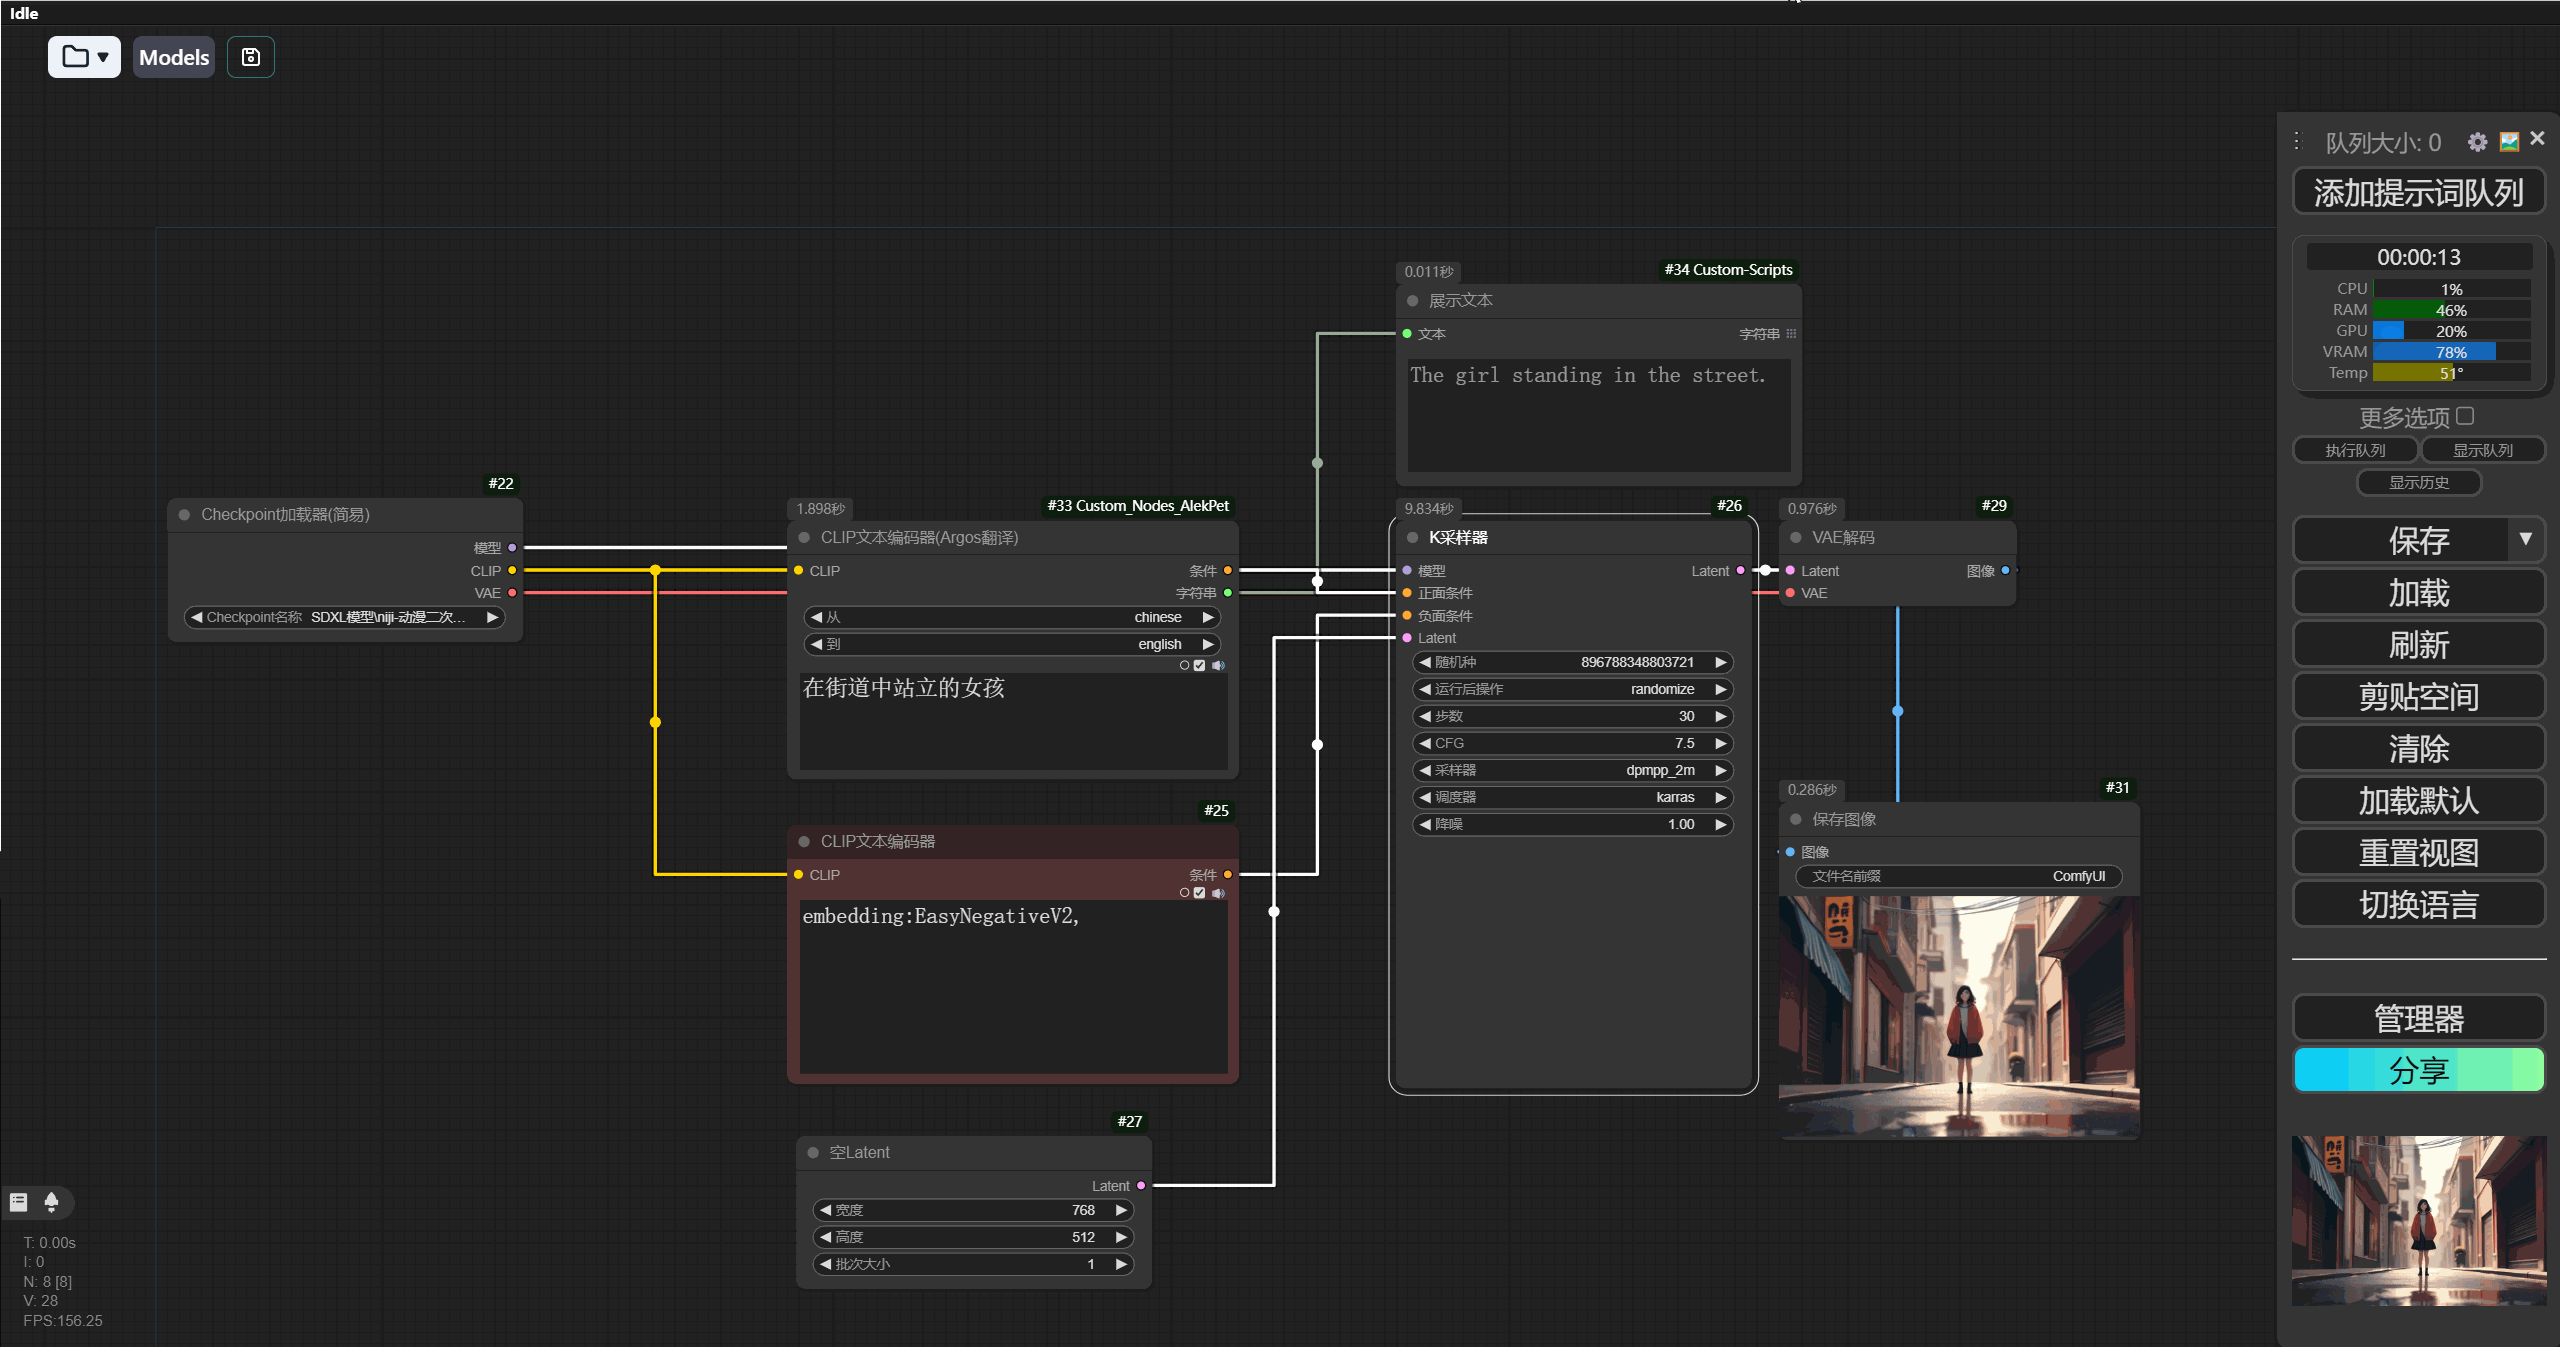 Idle
Models
队列大小: 0
添加提示词队列
00:00:13
CPU 1%
RAM 46%
GPU 20%
VRAM 78%
Temp 51°
更多选项
执行队列 显示队列
显示历史
保存
加载
刷新
剪贴空间
清除
加载默认
重置视图
切换语言
管理器
分享
#22
Checkpoint加载器(简易)
模型
CLIP
VAE
Checkpoint名称 SDXL模型\niji-动漫二次...
1.898秒 #33 Custom_Nodes_AlekPet
CLIP文本编码器(Argos翻译)
CLIP 条件
字符串
从 chinese
到 english
在街道中站立的女孩
#25
CLIP文本编码器
CLIP 条件
embedding:EasyNegativeV2,
#27
空Latent
Latent
宽度 768
高度 512
批次大小 1
0.011秒 #34 Custom-Scripts
展示文本
文本 字符串
The girl standing in the street.
9.834秒 #26
K采样器
模型 Latent
正面条件
负面条件
Latent
随机种 896788348803721
运行后操作 randomize
步数 30
CFG 7.5
采样器 dpmpp_2m
调度器 karras
降噪 1.00
0.976秒 #29
VAE解码
Latent 图像
VAE
0.286秒 #31
保存图像
图像
文件名前缀 ComfyUI
T: 0.00s
I: 0
N: 8 [8]
V: 28
FPS:156.25